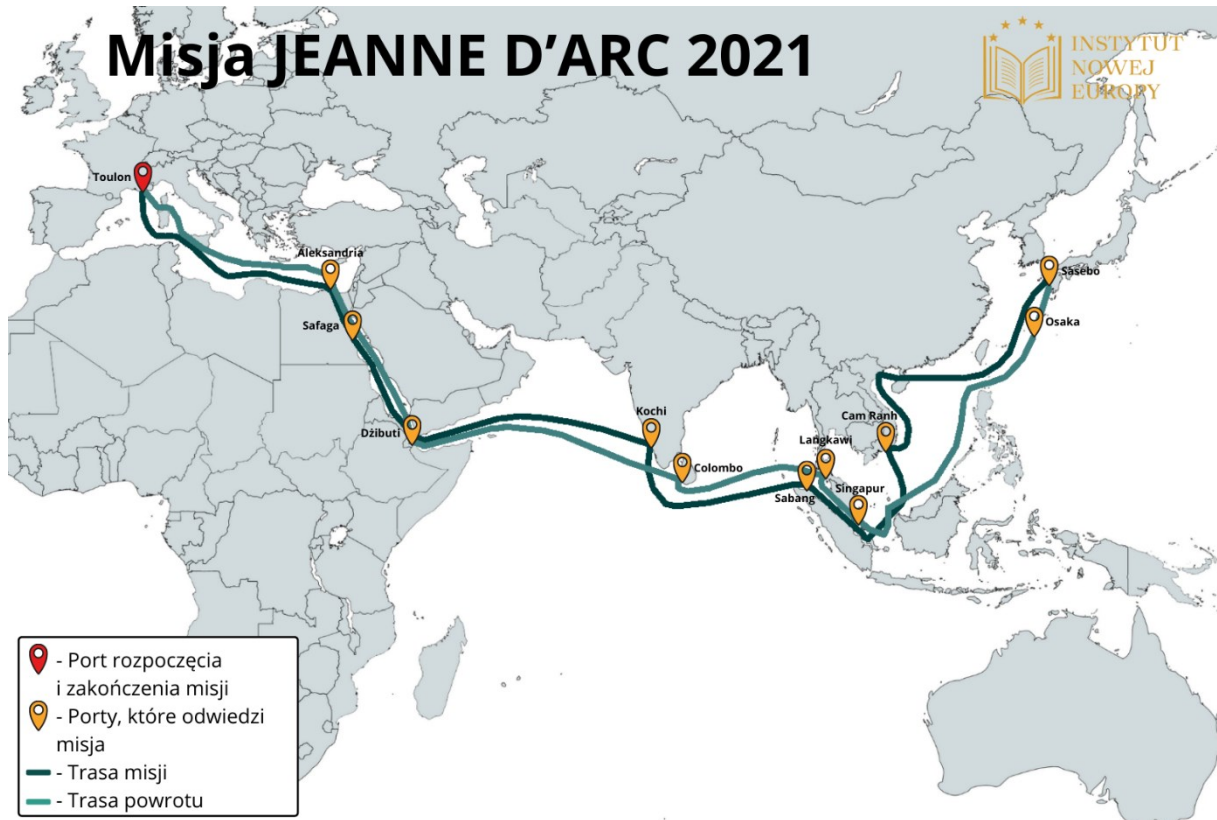 Misja JEANNE D'ARC 2021
INSTYTUT
NOWEJ
EUROPY
Toulon
Aleksandria
Safaga
Dżibuti
Kochi
Colombo
Sabang
Langkawi
Singapur
Cam Ranh
Sasebo
Osaka
- Port rozpoczęcia
i zakończenia misji
- Porty, które odwiedzi
misja
- Trasa misji
- Trasa powrotu